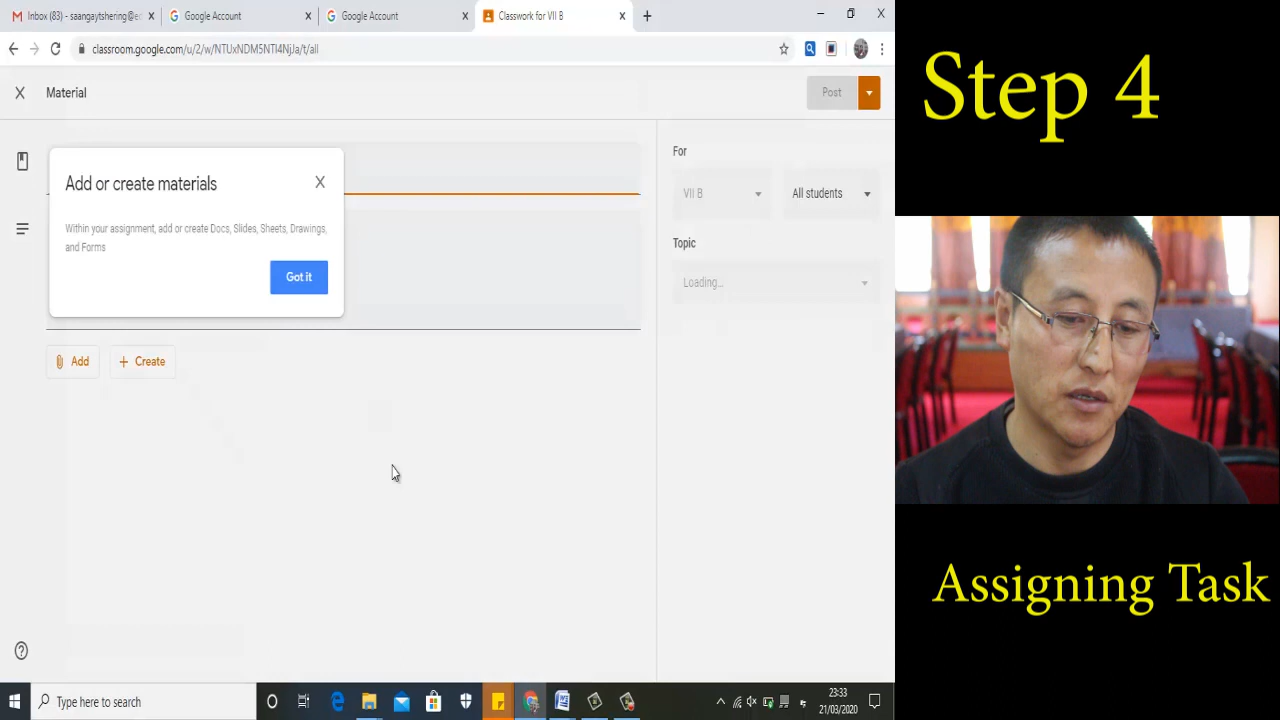 Inbox (83) - saangaytshering@ed
Google Account
Google Account
Classwork for VII B
classroom.google.com/u/2/w/NTUxNDM5NTI4NjJa/t/all
Material
Post
Add or create materials
Within your assignment, add or create Docs, Slides, Sheets, Drawings,
and Forms
Got it
Add
Create
For
VII B
All students
Topic
Loading...
Type here to search
23:33
21/03/2020
Step 4
Assigning Task